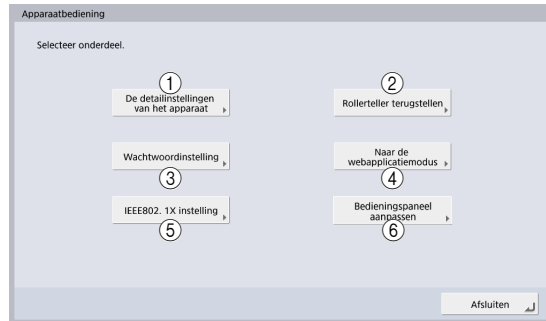 Apparaatbediening
Selecteer onderdeel.
1
2
De detailinstellingen
van het apparaat
Rollerteller terugstellen
Wachtwoordinstelling
Naar de
webapplicatiemodus
3
4
IEEE802. 1X instelling
Bedieningspaneel
aanpassen
5
6
Afsluiten